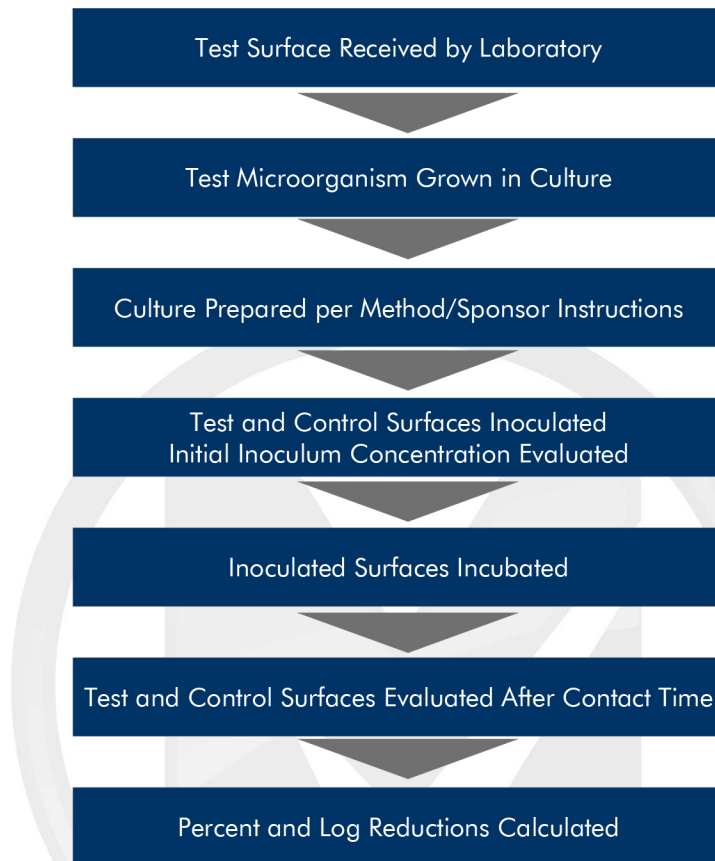 Test Surface Received by Laboratory
Test Microorganism Grown in Culture
Culture Prepared per Method/Sponsor Instructions
Test and Control Surfaces Inoculated
Initial Inoculum Concentration Evaluated
Inoculated Surfaces Incubated
Test and Control Surfaces Evaluated After Contact Time
Percent and Log Reductions Calculated